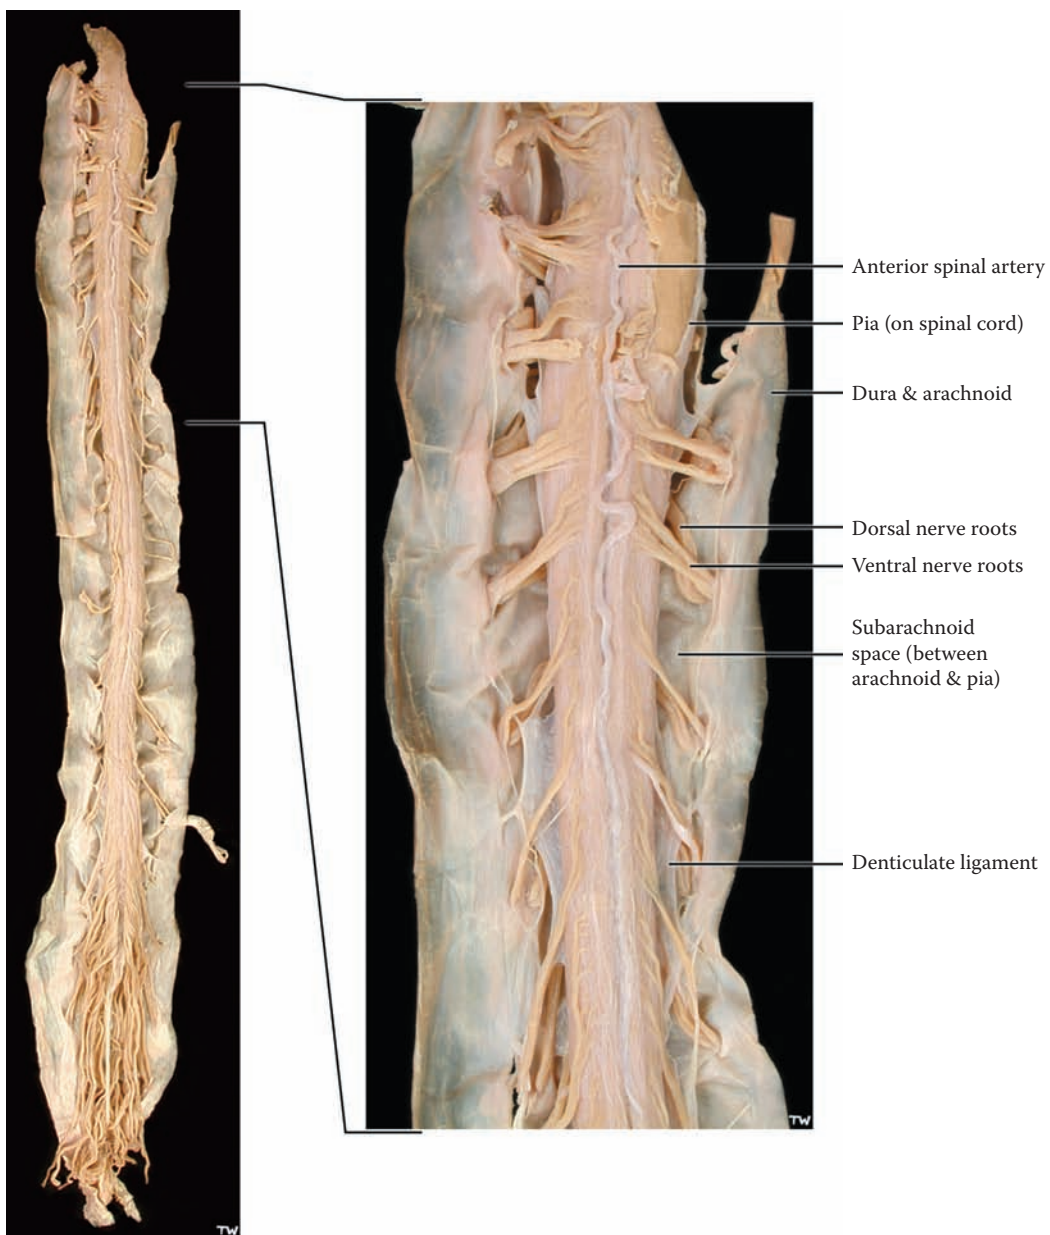 Anterior spinal artery
Pia (on spinal cord)
Dura & arachnoid
Dorsal nerve roots
Ventral nerve roots
Subarachnoid
space (between
arachnoid & pia)
Denticulate ligament
TW
TW